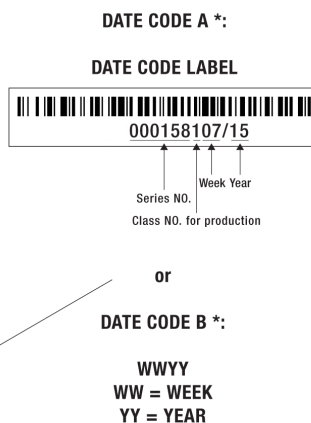 DATE CODE A *:
DATE CODE LABEL
000158107/15
Week Year
Series NO.
Class NO. for production
or
DATE CODE B *:
WWYY
WW = WEEK
YY = YEAR